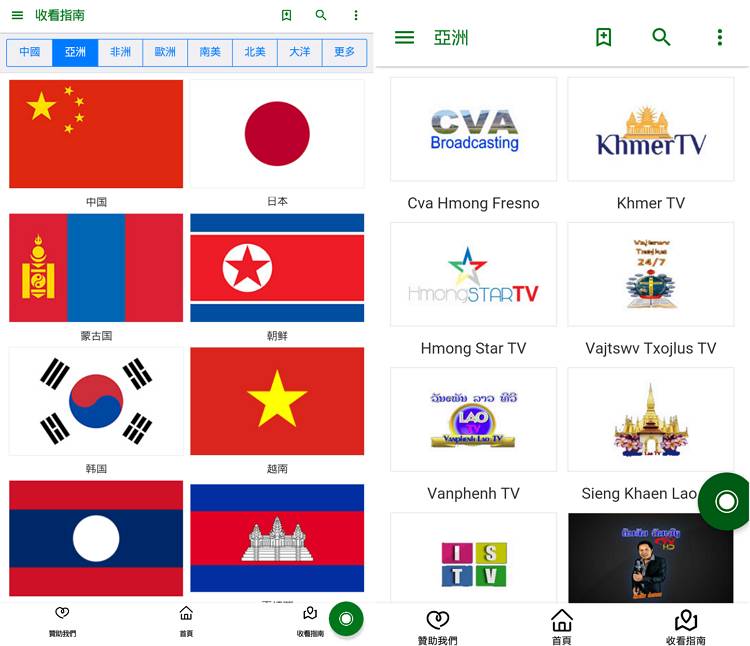 收看指南
中國 亞洲 非洲 歐洲 南美 北美 大洋 更多
中国 日本
蒙古国 朝鲜
韩国 越南
贊助我們 首頁 收看指南
亞洲
CVA
Broadcasting
KhmerTV
Cva Hmong Fresno Khmer TV
HmongSTARTV
Vajtswv
Txojlus
24/7
Hmong Star TV Vajtswv Txojlus TV
LAO
TV
Vanphenh Lao TV
Vanphenh TV Sieng Khaen Lao
I S
T V
HD
贊助我們 首頁 收看指南